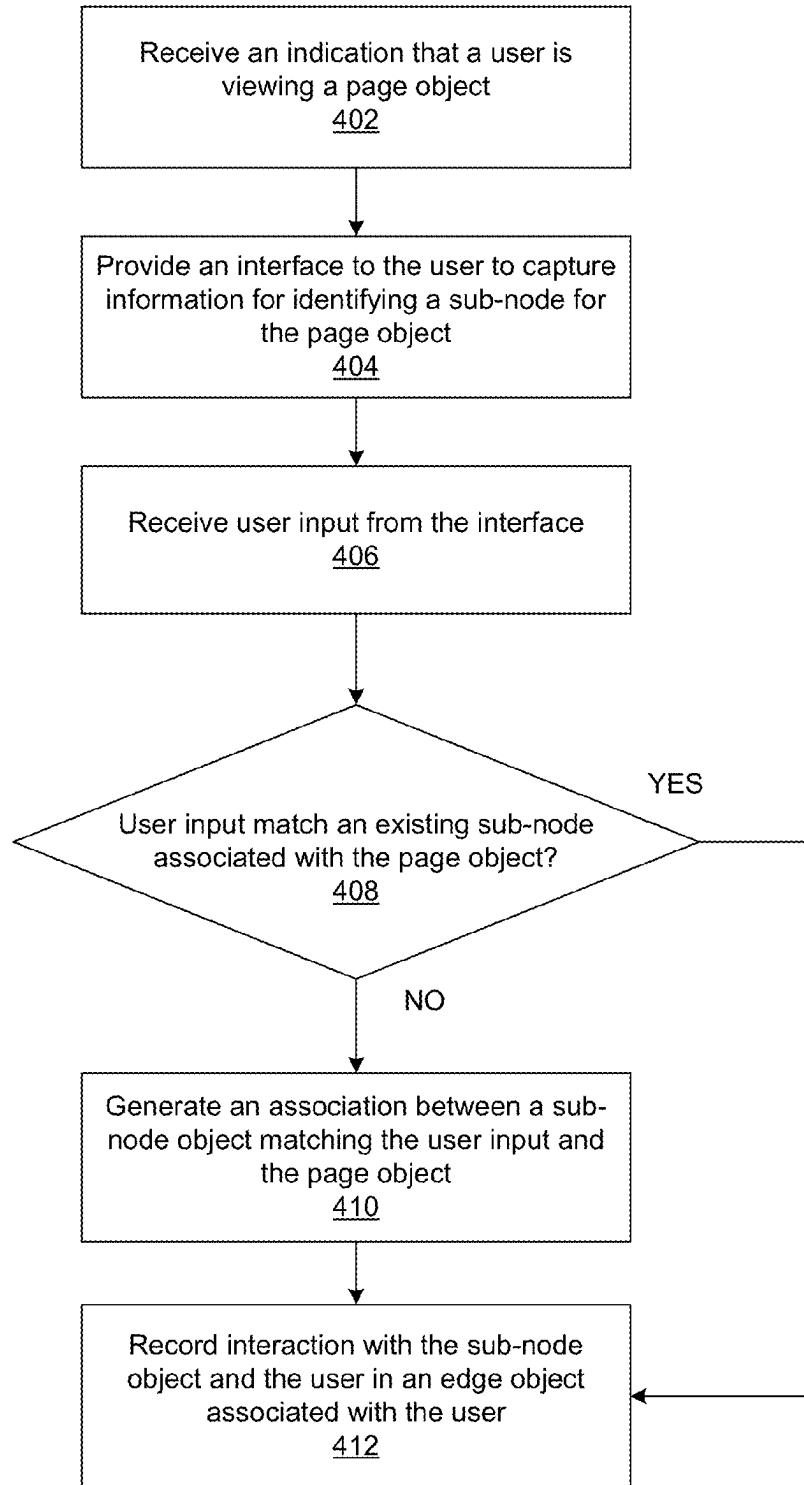 Receive an indication that a user is
viewing a page object
402
Provide an interface to the user to capture
information for identifying a sub-node for
the page object
404
Receive user input from the interface
406
YES
User input match an existing sub-node
associated with the page object?
408
NO
Generate an association between a sub-
node object matching the user input and
the page object
410
Record interaction with the sub-node
object and the user in an edge object
associated with the user
412